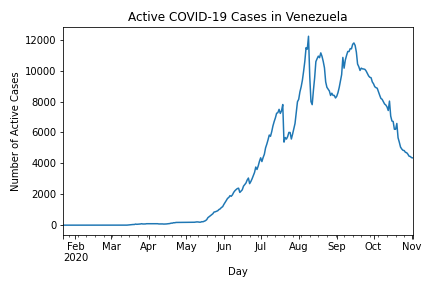 Active COVID-19 Cases in Venezuela
12000
10000
8000
6000
4000
2000
0
Number of Active Cases
Feb Mar Apr May Jun Jul Aug Sep Oct Nov
2020
Day